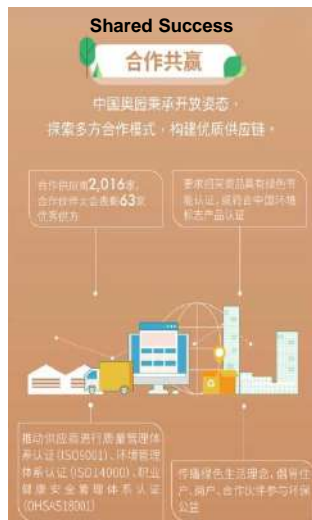 Shared Success
合作共赢
中国奥园秉承开放姿态，
探索多方合作模式，构建优质供应链。
合作供应商2,016家，
合作伙伴大会表彰63家
优秀供方
要求招采要品具有绿色节
能认证，或符合中国环境
标志产品认证
推动供应商进行质量管理体
系认证(ISO9001)、环境管理
体系认证(ISO14000)、职业
健康安全管理体系认证
(OHSAS18001)
传播绿色生活理念，倡导住
户、商户、合作伙伴参与环保
公益